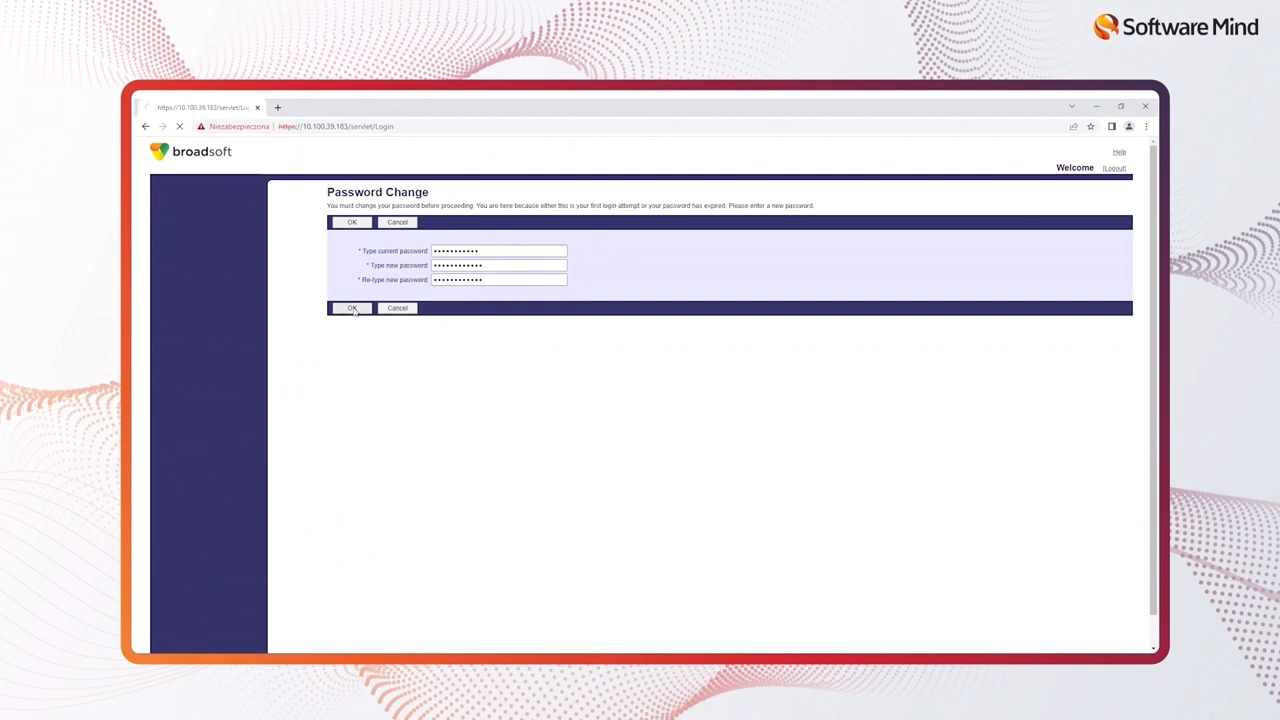 Software Mind
https://10.100.39.183/servlet/Lo
Niezabezpieczona | https://10.100.39.183/servlet/Login
broadsoft
Help
Welcome [Logout]
Password Change
You must change your password before proceeding. You are here because either this is your first login attempt or your password has expired. Please enter a new password.
OK Cancel
* Type current password: •••••••••••
* Type new password: ••••••••••••
* Re-type new password: ••••••••••••
OK Cancel